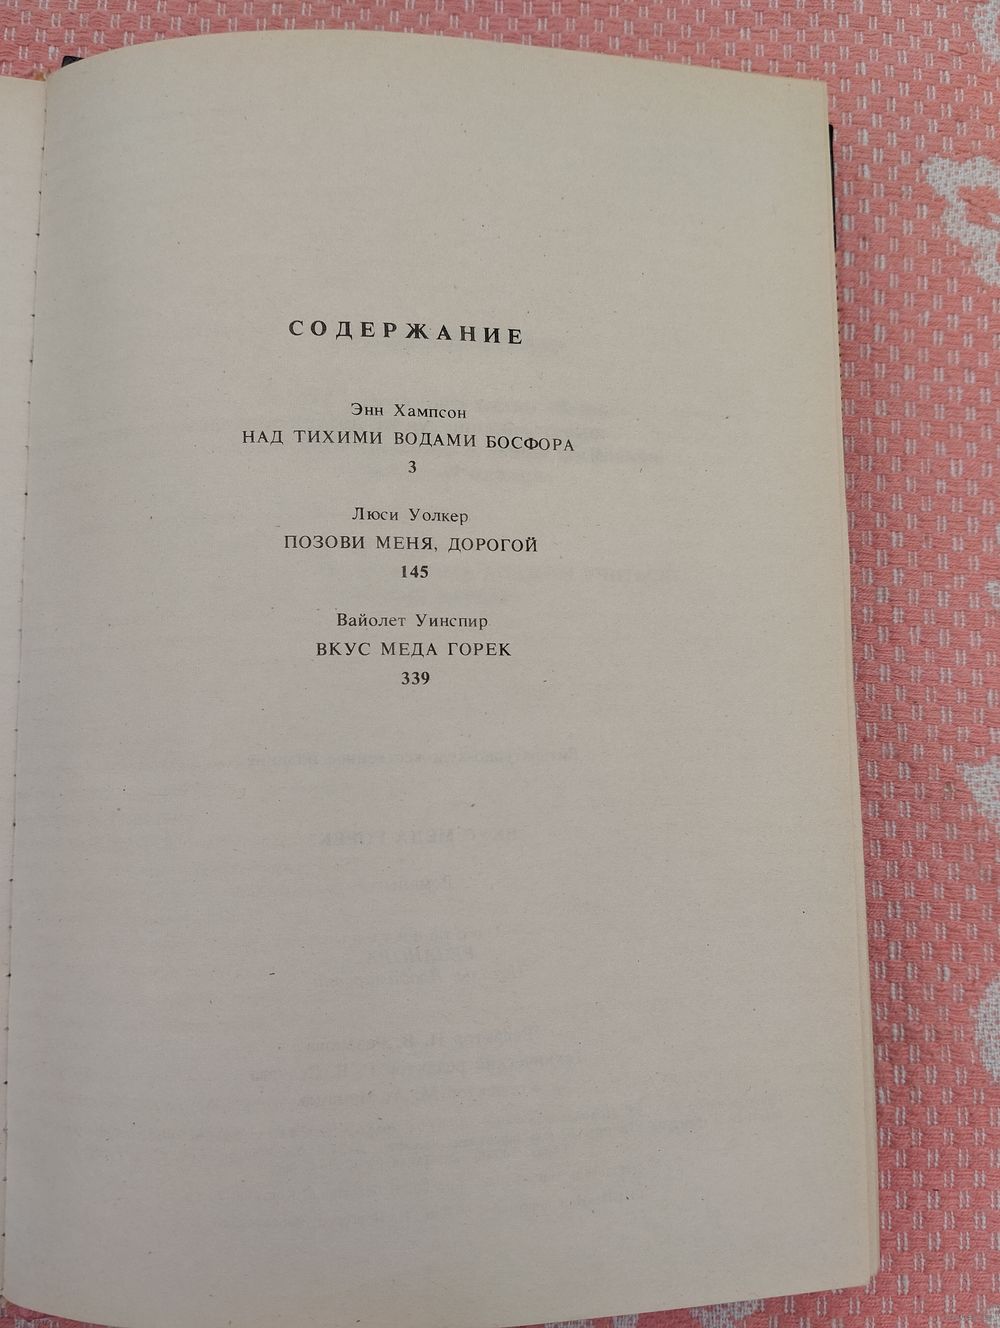 СОДЕРЖАНИЕ
Энн Хампсон
НАД ТИХИМИ ВОДАМИ БОСФОРА
3
Люси Уолкер
ПОЗОВИ МЕНЯ, ДОРОГОЙ
145
Вайолет Уинспир
ВКУС МЕДА ГОРЕК
339